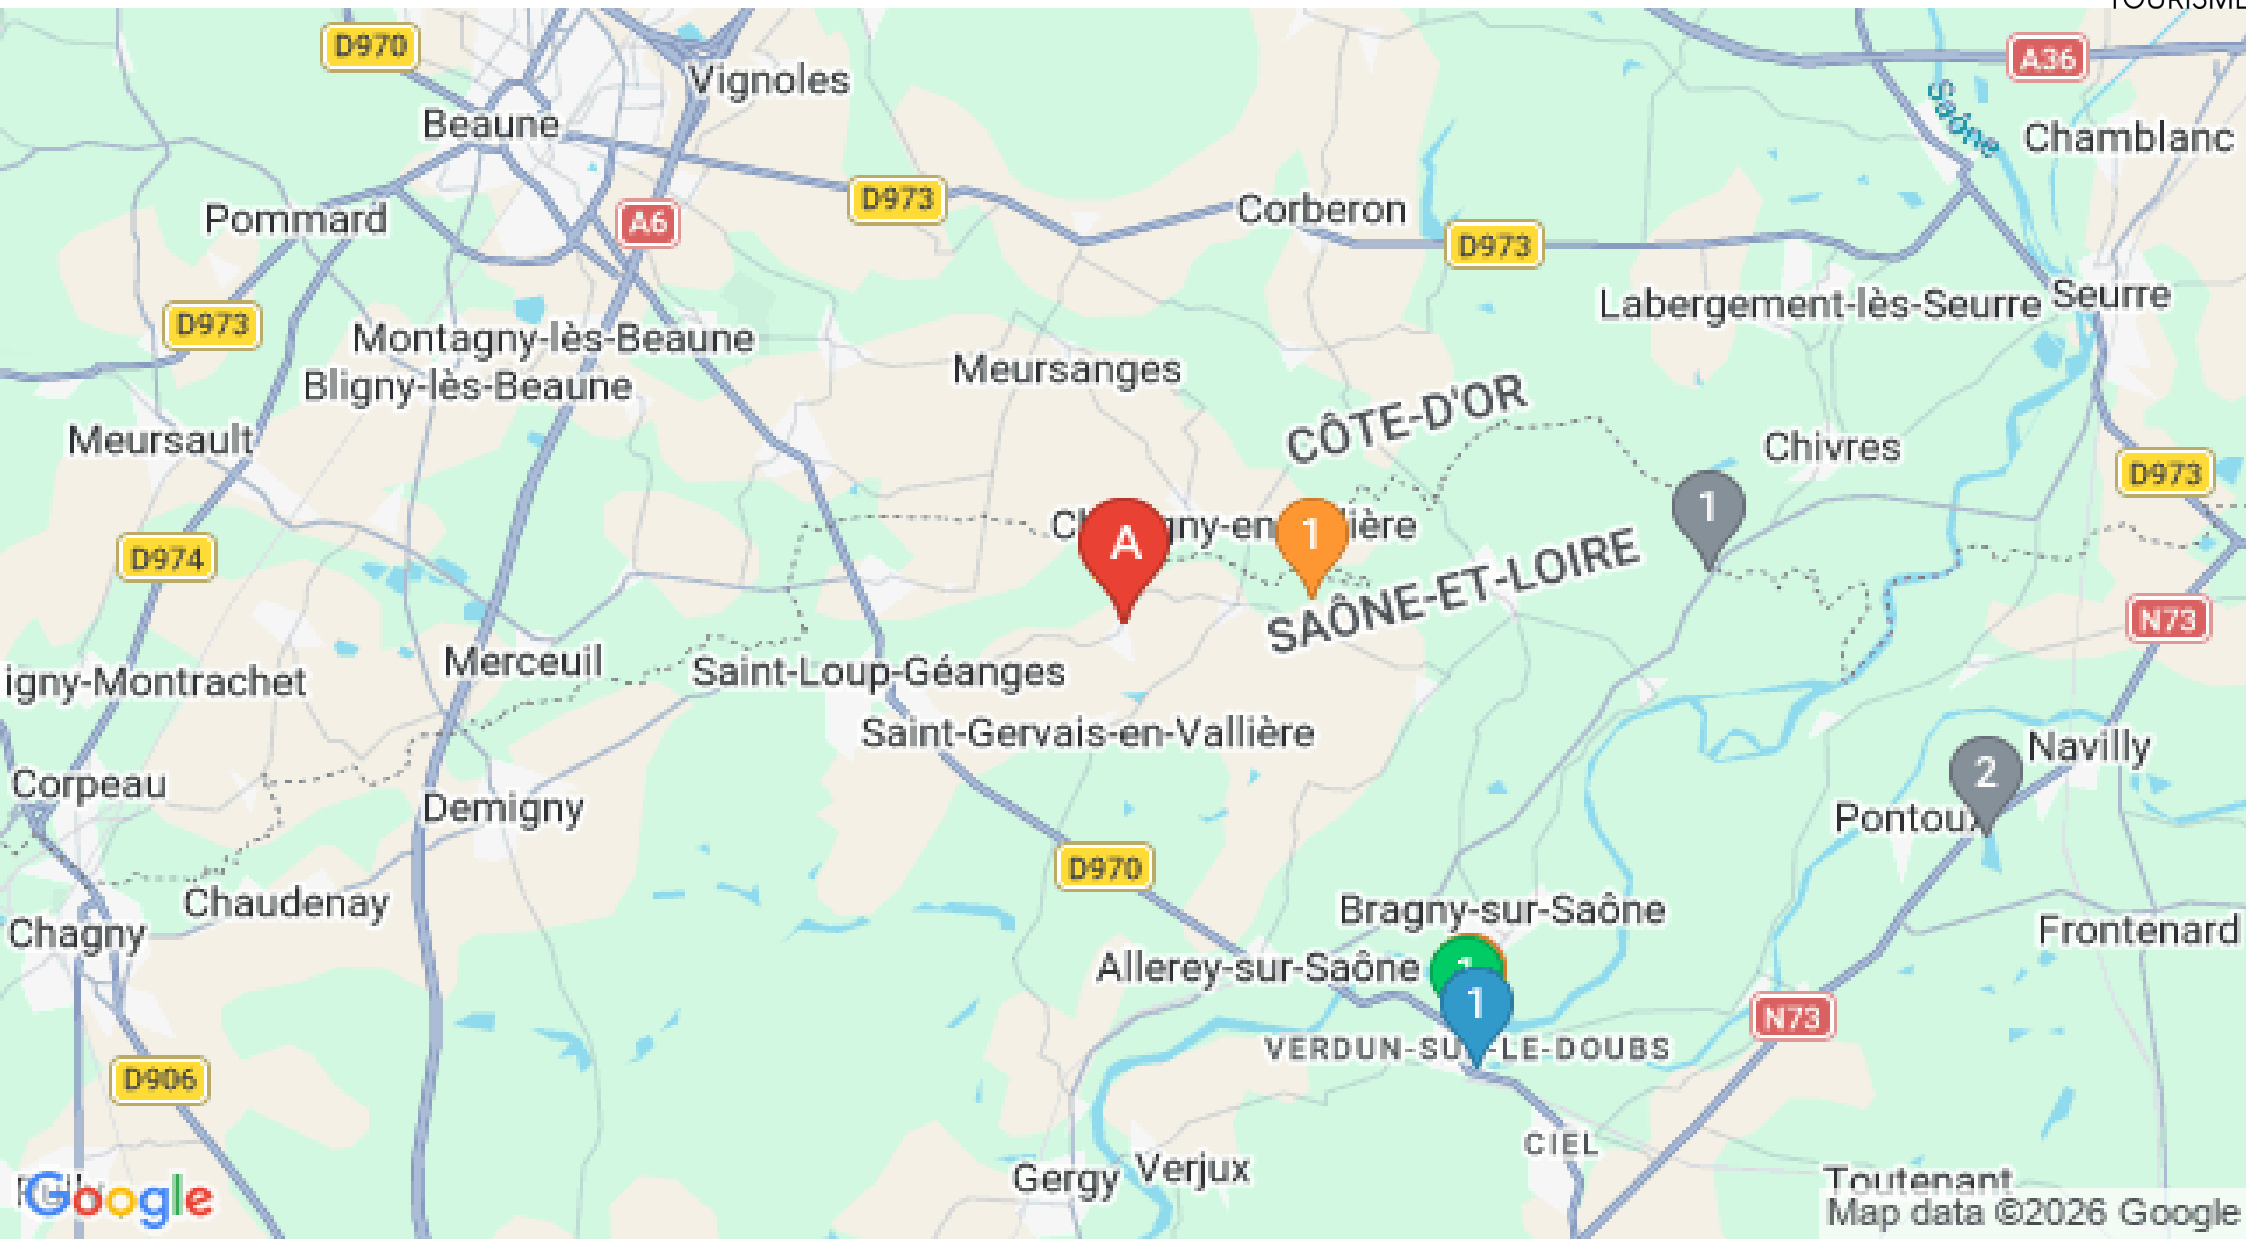 TOURISME
D970
Vignoles
A36
Beaune
Saône
Chamblanc
Pommard
A6
D973
Corberon
D973
Labergement-lès-Seurre
Seurre
D973
Montagny-lès-Beaune
Meursanges
Bligny-lès-Beaune
CÔTE-D'OR
Meursault
Chivres
D973
1
A
1
D974
SAÔNE-ET-LOIRE
N73
Merceuil
Saint-Loup-Géanges
igny-Montrachet
Saint-Gervais-en-Vallière
Navilly
2
Corpeau
Demigny
D970
Chaudenay
Bragny-sur-Saône
Chagny
Frontenard
Allerey-sur-Saône
1
1
N73
VERDUN-SUR-LE-DOUBS
D906
CIEL
Gergy
Verjux
Toutenant
Google
Map data ©2026 Google